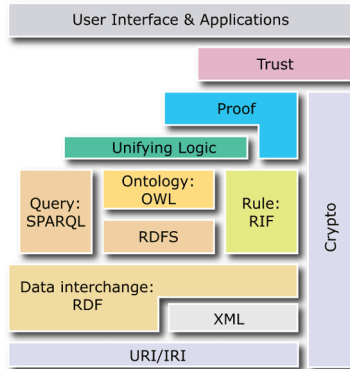 User Interface & Applications
Trust
Proof
Unifying Logic
Query:
SPARQL
Ontology:
OWL
RDFS
Rule:
RIF
Crypto
Data interchange:
RDF
XML
URI/IRI